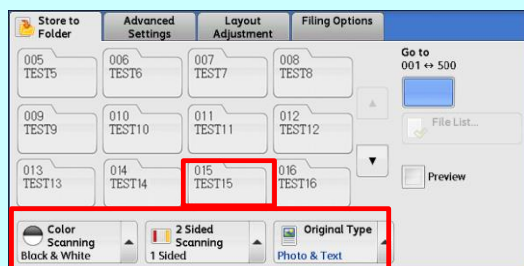 Store to
Folder
Advanced
Settings
Layout
Adjustment
Filing Options
005
TEST5
006
TEST6
007
TEST7
008
TEST8
Go to
001 ↔ 500
009
TEST9
010
TEST10
011
TEST11
012
TEST12
File List...
013
TEST13
014
TEST14
015
TEST15
016
TEST16
Preview
Color
Scanning
Black & White
2 Sided
Scanning
1 Sided
Original Type
Photo & Text